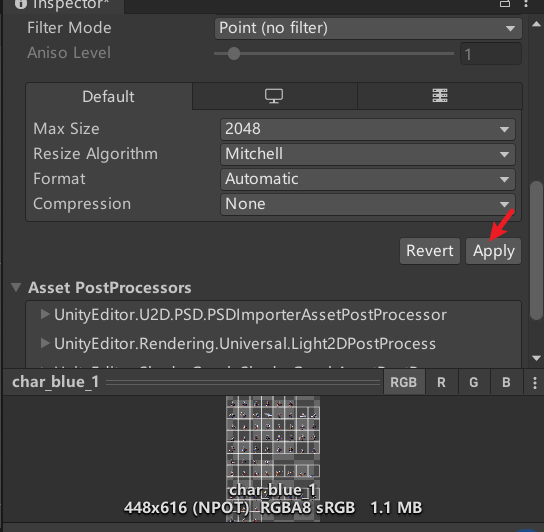 Inspector*
Filter Mode Point (no filter)
Aniso Level 1
Default
Max Size 2048
Resize Algorithm Mitchell
Format Automatic
Compression None
Revert Apply
Asset PostProcessors
UnityEditor.U2D.PSD.PSDImporterAssetPostProcessor
UnityEditor.Rendering.Universal.Light2DPostProcess
char_blue_1 RGB R G B
char_blue_1
448x616 (NPOT) RGBA8 sRGB 1.1 MB